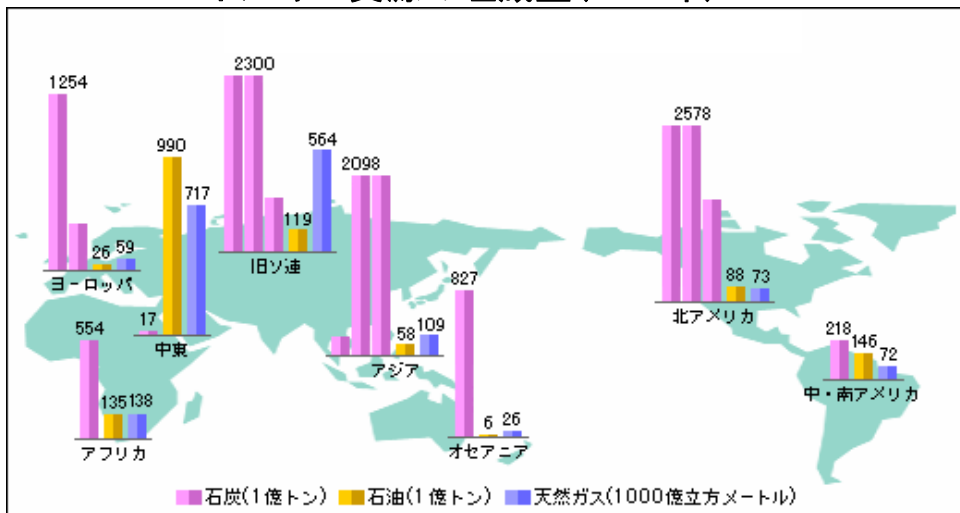 1254
2300
990
564
717
2098
119
26 59
ヨーロッパ
旧ソ連
17
中東
827
58 109
アジア
2578
88 73
北アメリカ
218
146
72
中・南アメリカ
554
135 138
アフリカ
6 26
オセアニア
石炭(1億トン) 石油(1億トン) 天然ガス(1000億立方メートル)